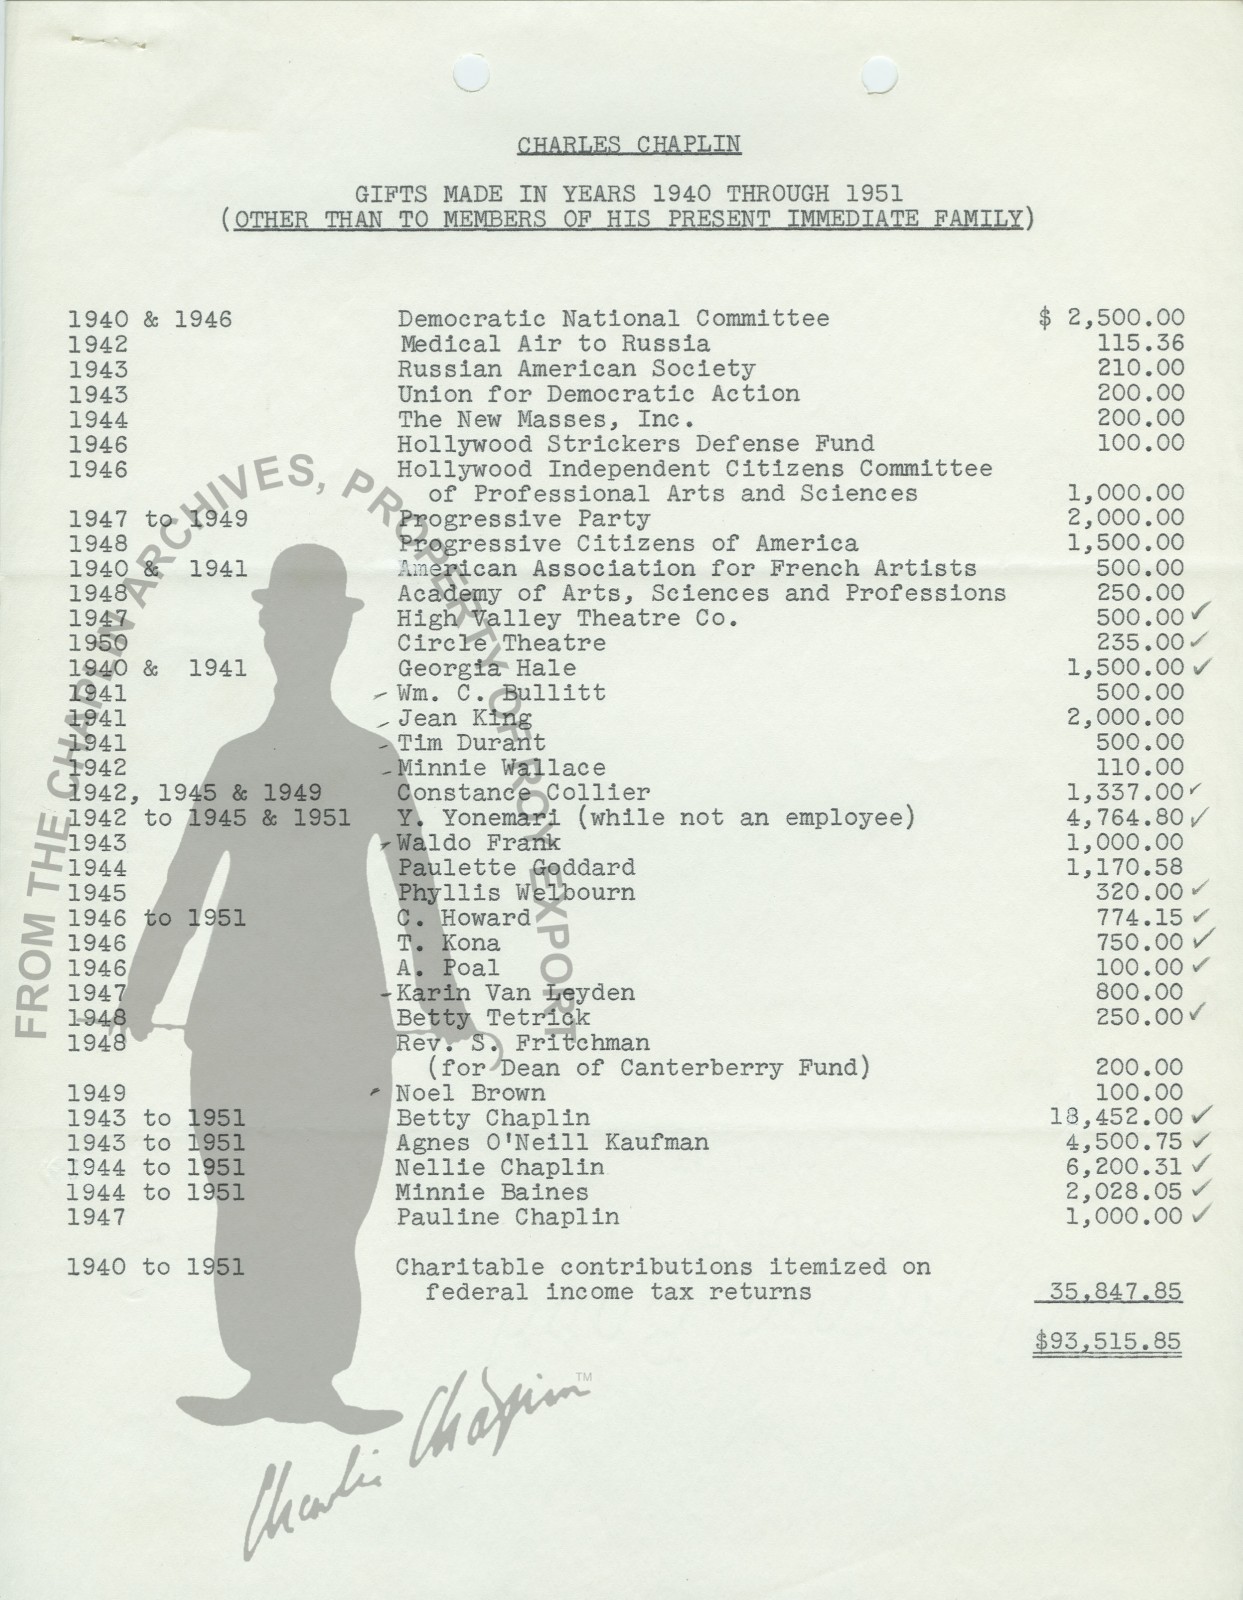 CHARLES CHAPLIN
GIFTS MADE IN YEARS 1940 THROUGH 1951
(OTHER THAN TO MEMBERS OF HIS PRESENT IMMEDIATE FAMILY)
1940 & 1946 Democratic National Committee $ 2,500.00
1942 Medical Air to Russia 115.36
1943 Russian American Society 210.00
1943 Union for Democratic Action 200.00
1944 The New Masses, Inc. 200.00
1946 Hollywood Strickers Defense Fund 100.00
1946 Hollywood Independent Citizens Committee
of Professional Arts and Sciences 1,000.00
1947 to 1949 Progressive Party 2,000.00
1948 Progressive Citizens of America 1,500.00
1940 & 1941 American Association for French Artists 500.00
1948 Academy of Arts, Sciences and Professions 250.00
1947 High Valley Theatre Co. 500.00 ✓
1950 Circle Theatre 235.00 ✓
1940 & 1941 Georgia Hale 1,500.00 ✓
1941 Wm. C. Bullitt 500.00
1941 Jean King 2,000.00
1941 Tim Durant 500.00
1942 Minnie Wallace 110.00
1942, 1945 & 1949 Constance Collier 1,337.00 ✓
1942 to 1945 & 1951 Y. Yonemari (while not an employee) 4,764.80 ✓
1943 Waldo Frank 1,000.00
1944 Paulette Goddard 1,170.58
1945 Phyllis Welbourn 320.00 ✓
1946 to 1951 C. Howard 774.15 ✓
1946 T. Kona 750.00 ✓
1946 A. Poal 100.00 ✓
1947 Karin Van Leyden 800.00
1948 Betty Tetrick 250.00 ✓
1948 Rev. S. Fritchman
(for Dean of Canterberry Fund) 200.00
1949 Noel Brown 100.00
1943 to 1951 Betty Chaplin 18,452.00 ✓
1943 to 1951 Agnes O'Neill Kaufman 4,500.75 ✓
1944 to 1951 Nellie Chaplin 6,200.31 ✓
1944 to 1951 Minnie Baines 2,028.05 ✓
1947 Pauline Chaplin 1,000.00 ✓
1940 to 1951 Charitable contributions itemized on
federal income tax returns 35,847.85
$93,515.85
FROM THE CHAPLIN ARCHIVES, PROPERTY OF ROY EXPORT
Charlie Chaplin TM